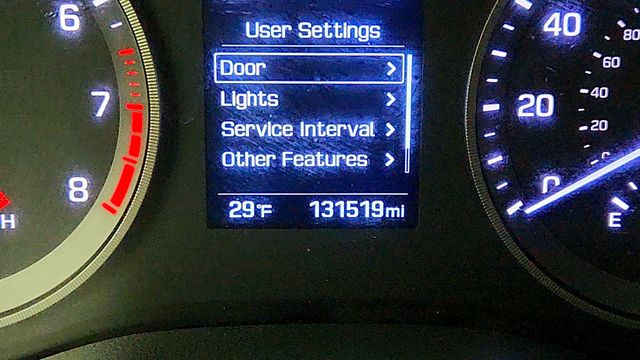 User Settings
Door
Lights
Service Interval
Other Features
29°F 131519mi
6
7
8
H
40
20
0
80
60
40
20
E